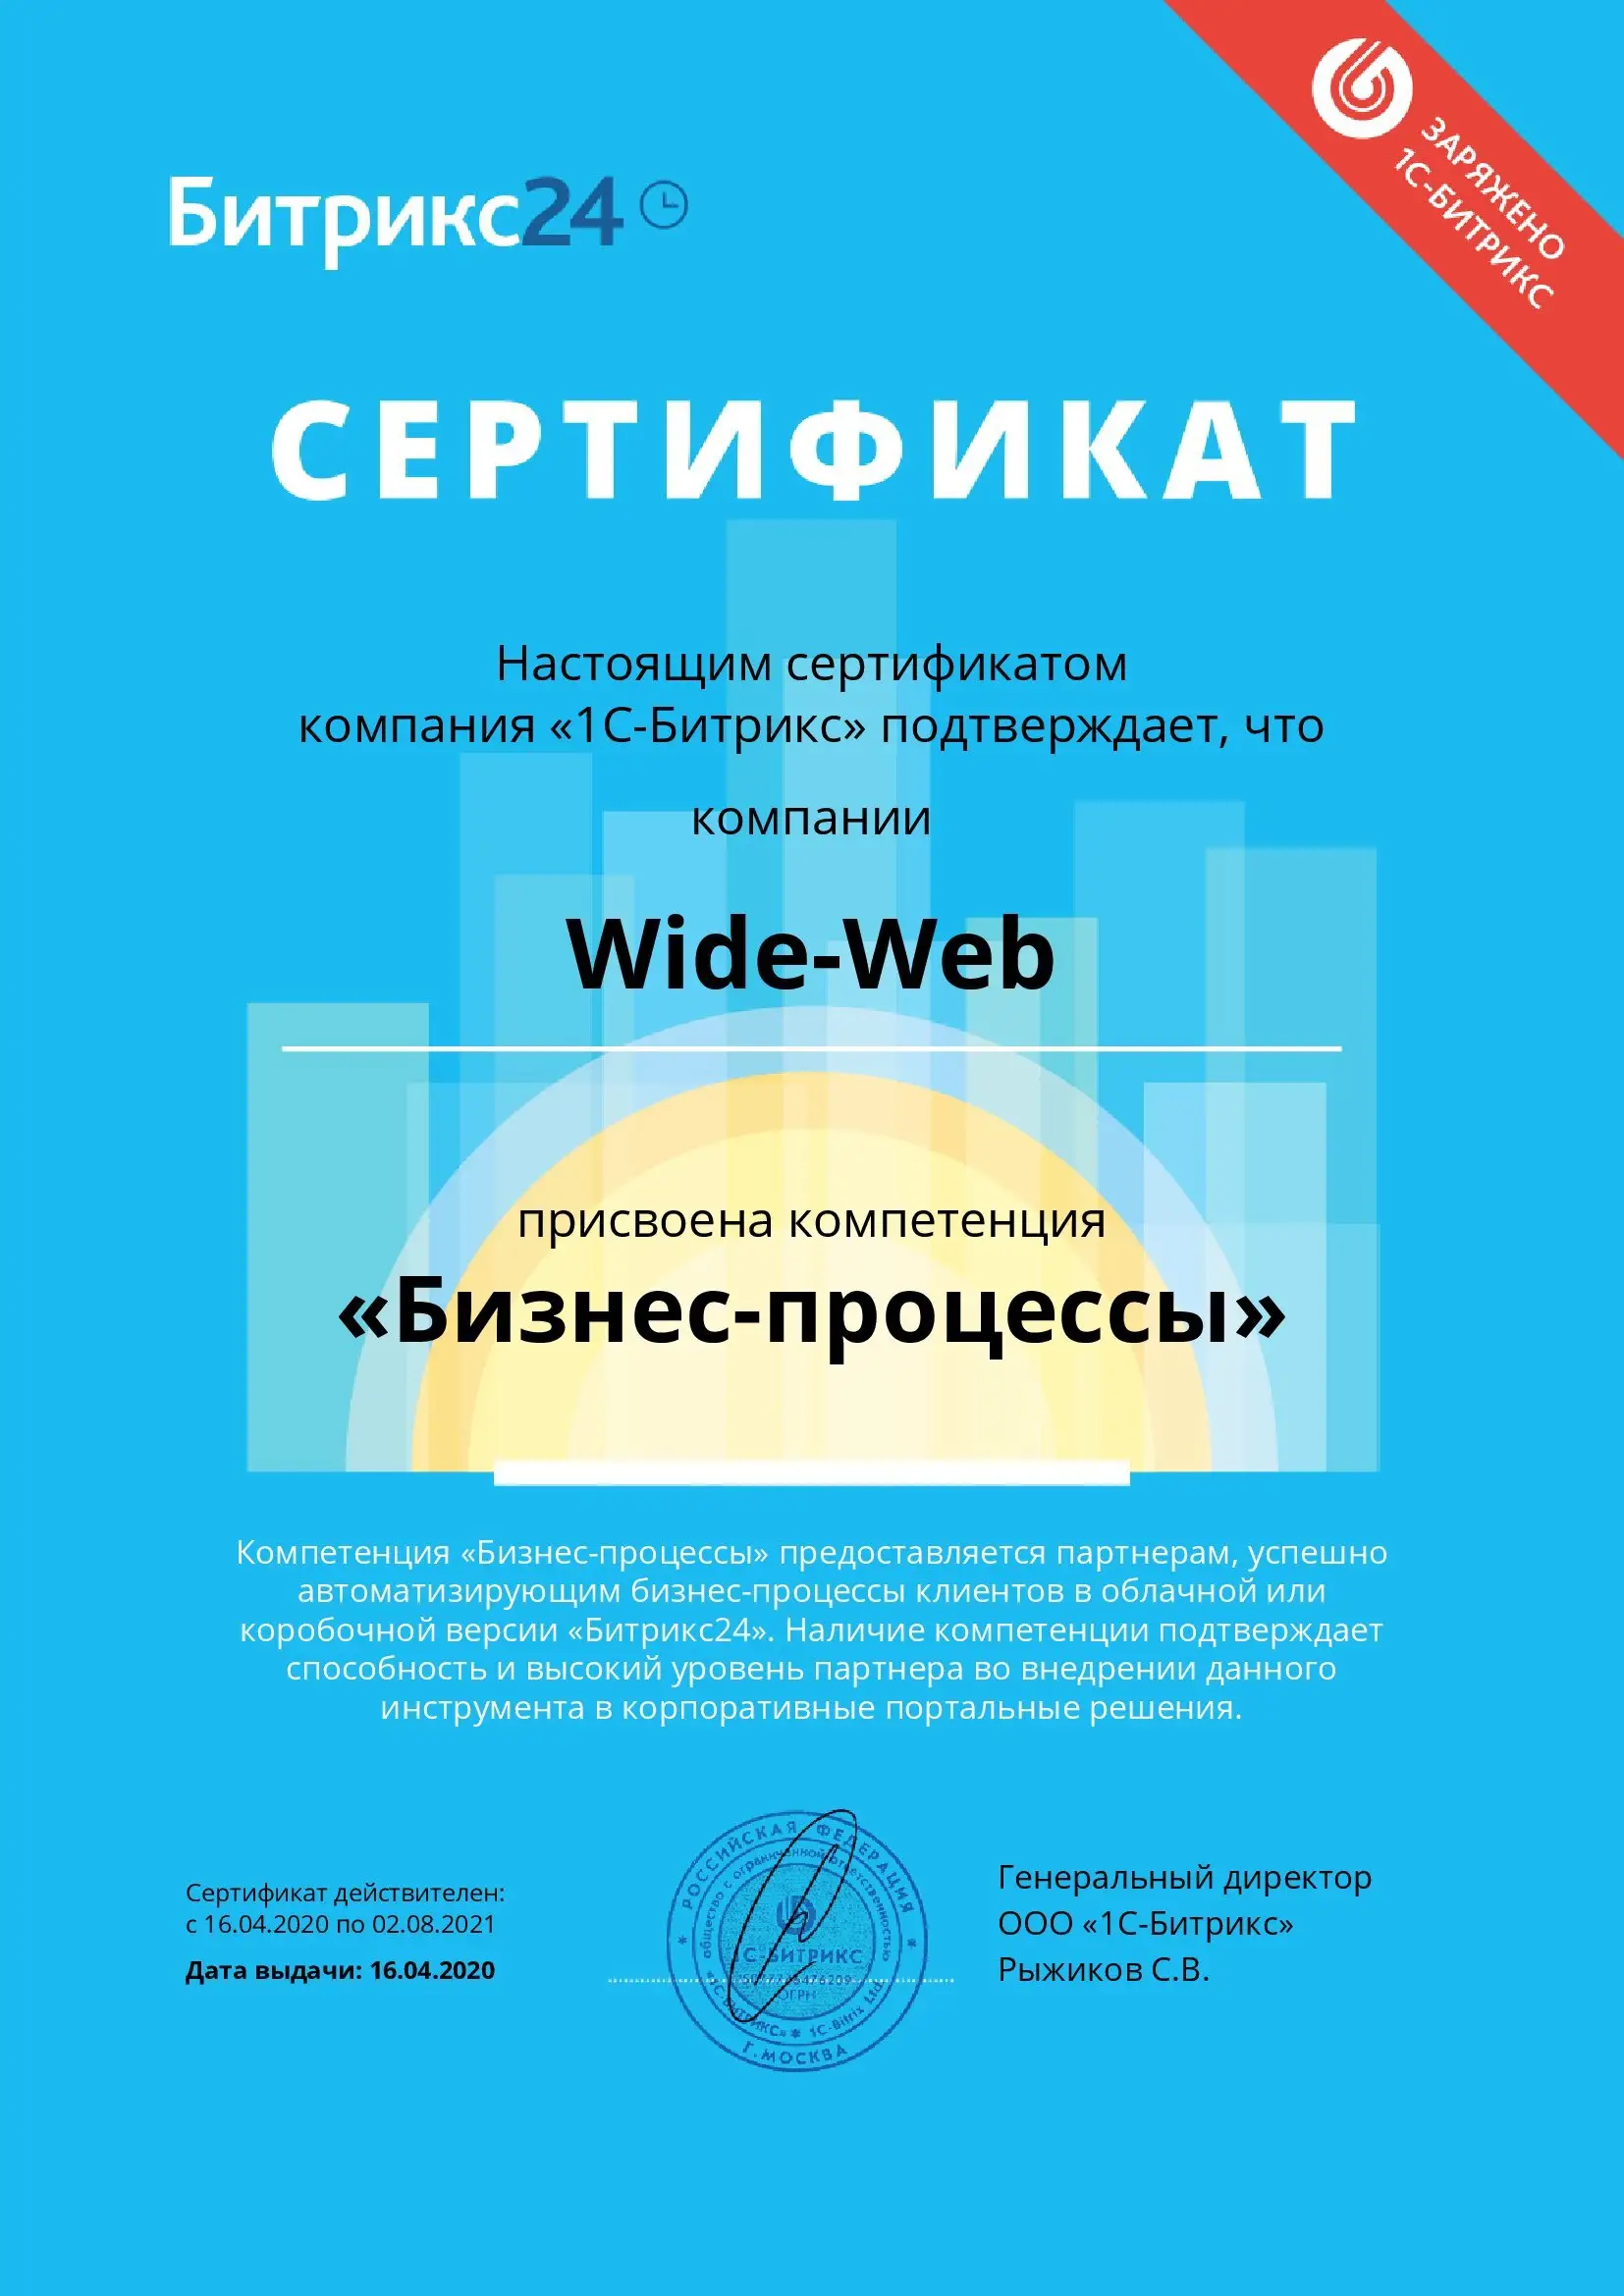 ЗАРЯЖЕНО
1С-БИТРИКС
Битрикс24
СЕРТИФИКАТ
Настоящим сертификатом
компания «1С-Битрикс» подтверждает, что
компании
Wide-Web
присвоена компетенция
«Бизнес-процессы»
Компетенция «Бизнес-процессы» предоставляется партнерам, успешно
автоматизирующим бизнес-процессы клиентов в облачной или
коробочной версии «Битрикс24». Наличие компетенции подтверждает
способность и высокий уровень партнера во внедрении данного
инструмента в корпоративные портальные решения.
Сертификат действителен:
с 16.04.2020 по 02.08.2021
Дата выдачи: 16.04.2020
РОССИЙСКАЯ ФЕДЕРАЦИЯ
общество с ограниченной ответственностью
1С-БИТРИКС
ОГРН
«1С-БИТРИКС» * 1C-Bitrix Ltd
Г.МОСКВА
Генеральный директор
ООО «1С-Битрикс»
Рыжиков С.В.